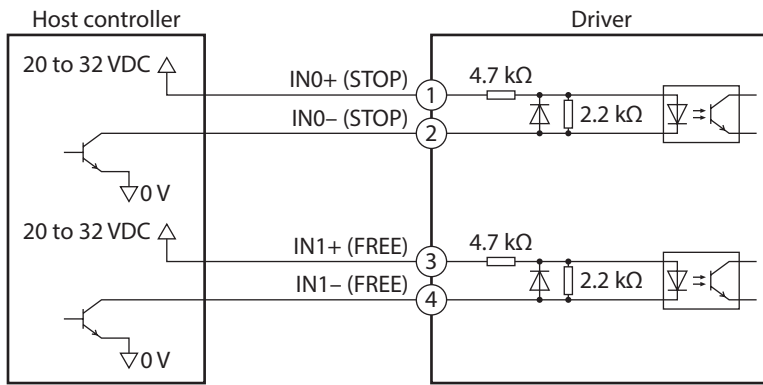 Host controller
Driver
20 to 32 VDC
IN0+ (STOP)
1
4.7 kΩ
IN0– (STOP)
2
2.2 kΩ
0 V
20 to 32 VDC
IN1+ (FREE)
3
4.7 kΩ
IN1– (FREE)
4
2.2 kΩ
0 V